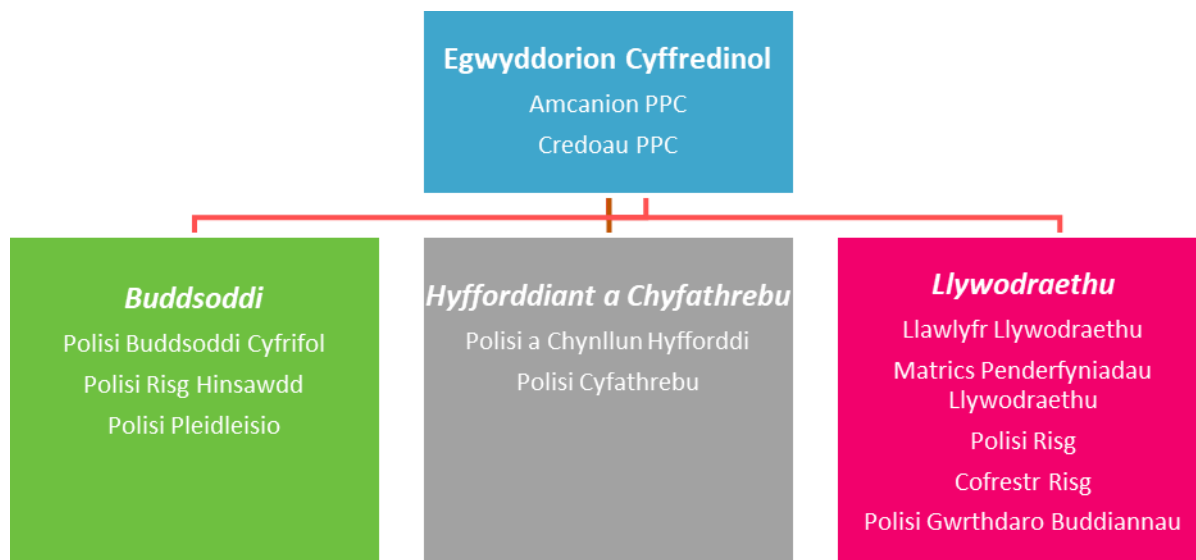 Egwyddorion Cyffredinol
Amcanion PPC
Credoau PPC
Buddsoddi
Polisi Buddsoddi Cyfrifol
Polisi Risg Hinsawdd
Polisi Pleidleisio
Hyfforddiant a Chyfathrebu
Polisi a Chynllun Hyfforddi
Polisi Cyfathrebu
Llywodraethu
Llawlyfr Llywodraethu
Matrics Penderfyniadau
Llywodraethu
Polisi Risg
Cofrestr Risg
Polisi Gwrthdaro Buddiannau